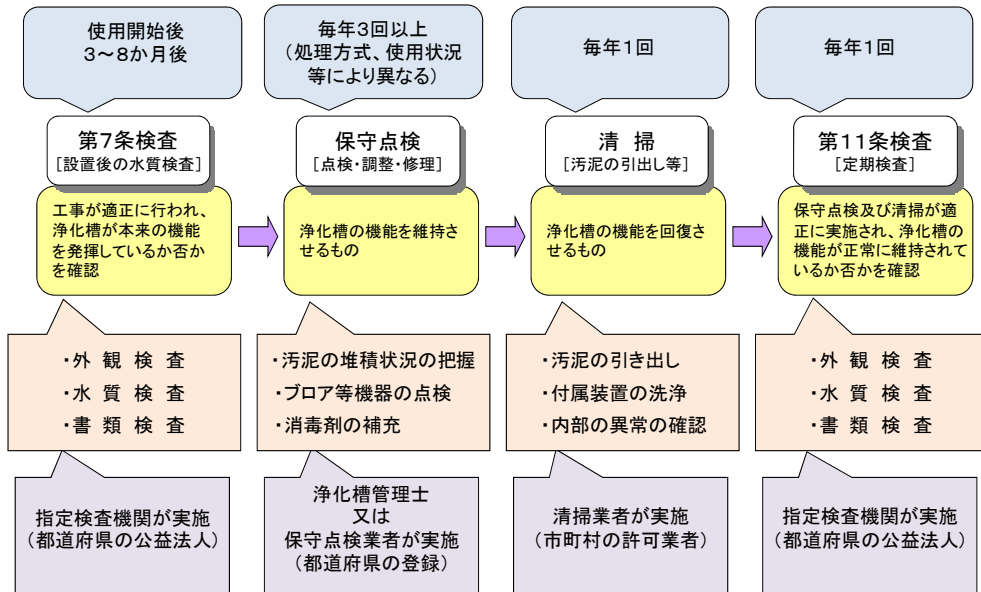 使用開始後
3～8か月後
毎年3回以上
（処理方式、使用状況
等により異なる）
毎年1回
毎年1回
第7条検査
［設置後の水質検査］
保守点検
［点検・調整・修理］
清 掃
［汚泥の引出し等］
第11条検査
［定期検査］
工事が適正に行われ、
浄化槽が本来の機能
を発揮しているか否か
を確認
浄化槽の機能を維持さ
せるもの
浄化槽の機能を回復さ
せるもの
保守点検及び清掃が適
正に実施され、浄化槽の
機能が正常に維持されて
いるか否かを確認
・外 観 検 査
・水 質 検 査
・書 類 検 査
・汚泥の堆積状況の把握
・ブロア等機器の点検
・消毒剤の補充
・汚泥の引き出し
・付属装置の洗浄
・内部の異常の確認
・外 観 検 査
・水 質 検 査
・書 類 検 査
指定検査機関が実施
（都道府県の公益法人）
浄化槽管理士
又は
保守点検業者が実施
（都道府県の登録）
清掃業者が実施
（市町村の許可業者）
指定検査機関が実施
（都道府県の公益法人）